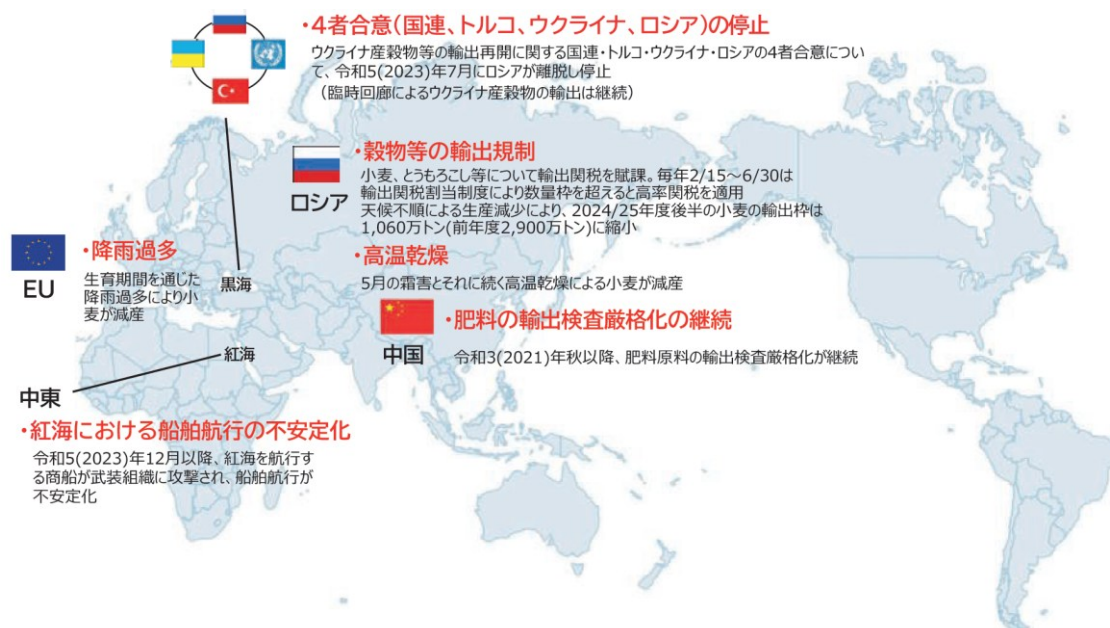 ・4者合意（国連、トルコ、ウクライナ、ロシア）の停止
ウクライナ産穀物等の輸出再開に関する国連・トルコ・ウクライナ・ロシアの4者合意につい
て、令和5(2023)年7月にロシアが離脱し停止
（臨時回廊によるウクライナ産穀物の輸出は継続）
ロシア
・穀物等の輸出規制
小麦、とうもろこし等について輸出関税を賦課。毎年2/15～6/30は
輸出関税割当制度により数量枠を超えると高率関税を適用
天候不順による生産減少により、2024/25年度後半の小麦の輸出枠は
1,060万トン(前年度2,900万トン)に縮小
・高温乾燥
5月の霜害とそれに続く高温乾燥による小麦が減産
EU
・降雨過多
生育期間を通じた
降雨過多により小
麦が減産
黒海
中国
・肥料の輸出検査厳格化の継続
令和3(2021)年秋以降、肥料原料の輸出検査厳格化が継続
紅海
中東
・紅海における船舶航行の不安定化
令和5(2023)年12月以降、紅海を航行す
る商船が武装組織に攻撃され、船舶航行が
不安定化